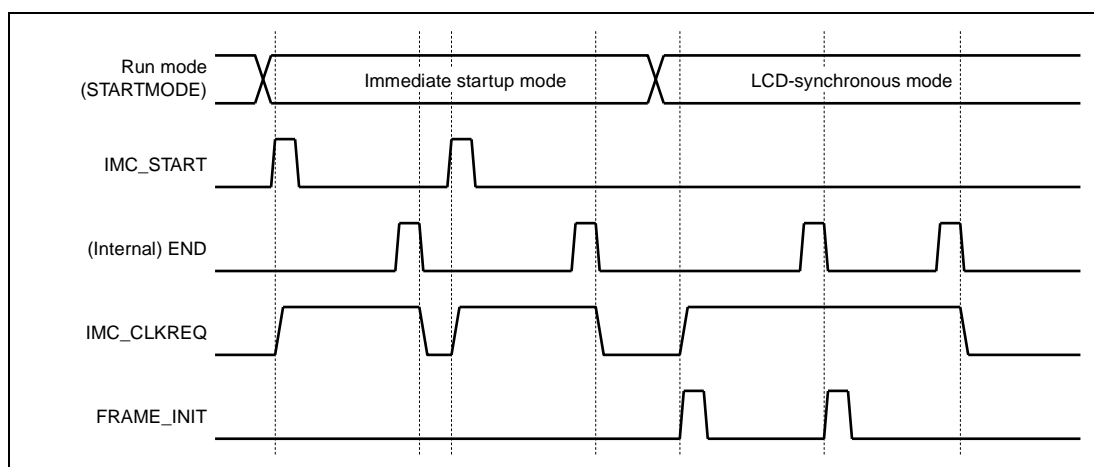 Run mode
(STARTMODE)
Immediate startup mode
LCD-synchronous mode
IMC_START
(Internal) END
IMC_CLKREQ
FRAME_INIT